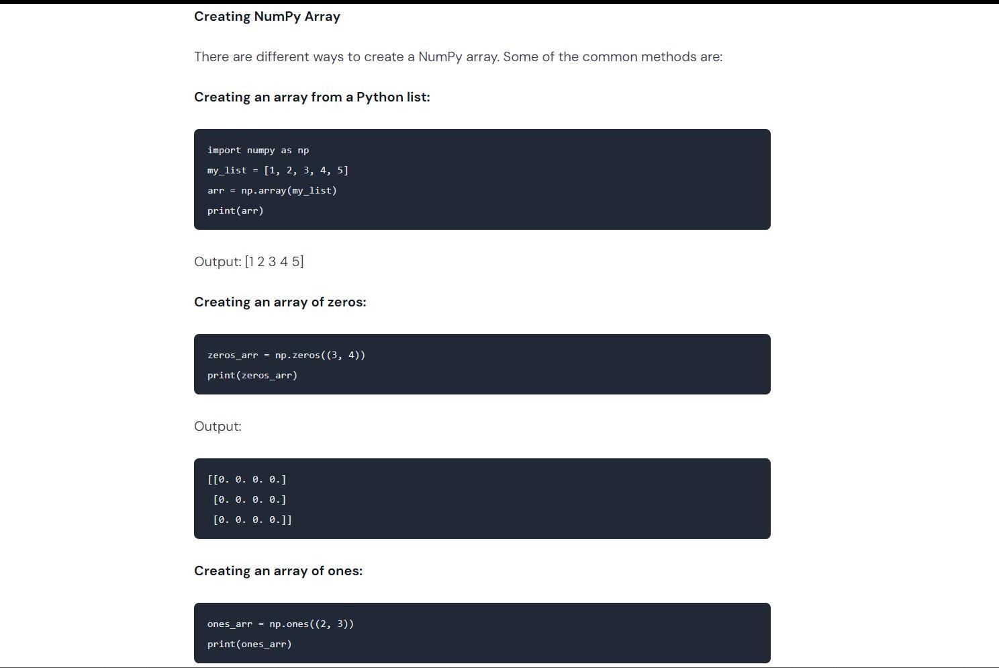 Creating NumPy Array
There are different ways to create a NumPy array. Some of the common methods are:
Creating an array from a Python list:
import numpy as np
my_list = [1, 2, 3, 4, 5]
arr = np.array(my_list)
print(arr)
Output: [1 2 3 4 5]
Creating an array of zeros:
zeros_arr = np.zeros((3, 4))
print(zeros_arr)
Output:
[[0. 0. 0. 0.]
 [0. 0. 0. 0.]
 [0. 0. 0. 0.]]
Creating an array of ones:
ones_arr = np.ones((2, 3))
print(ones_arr)